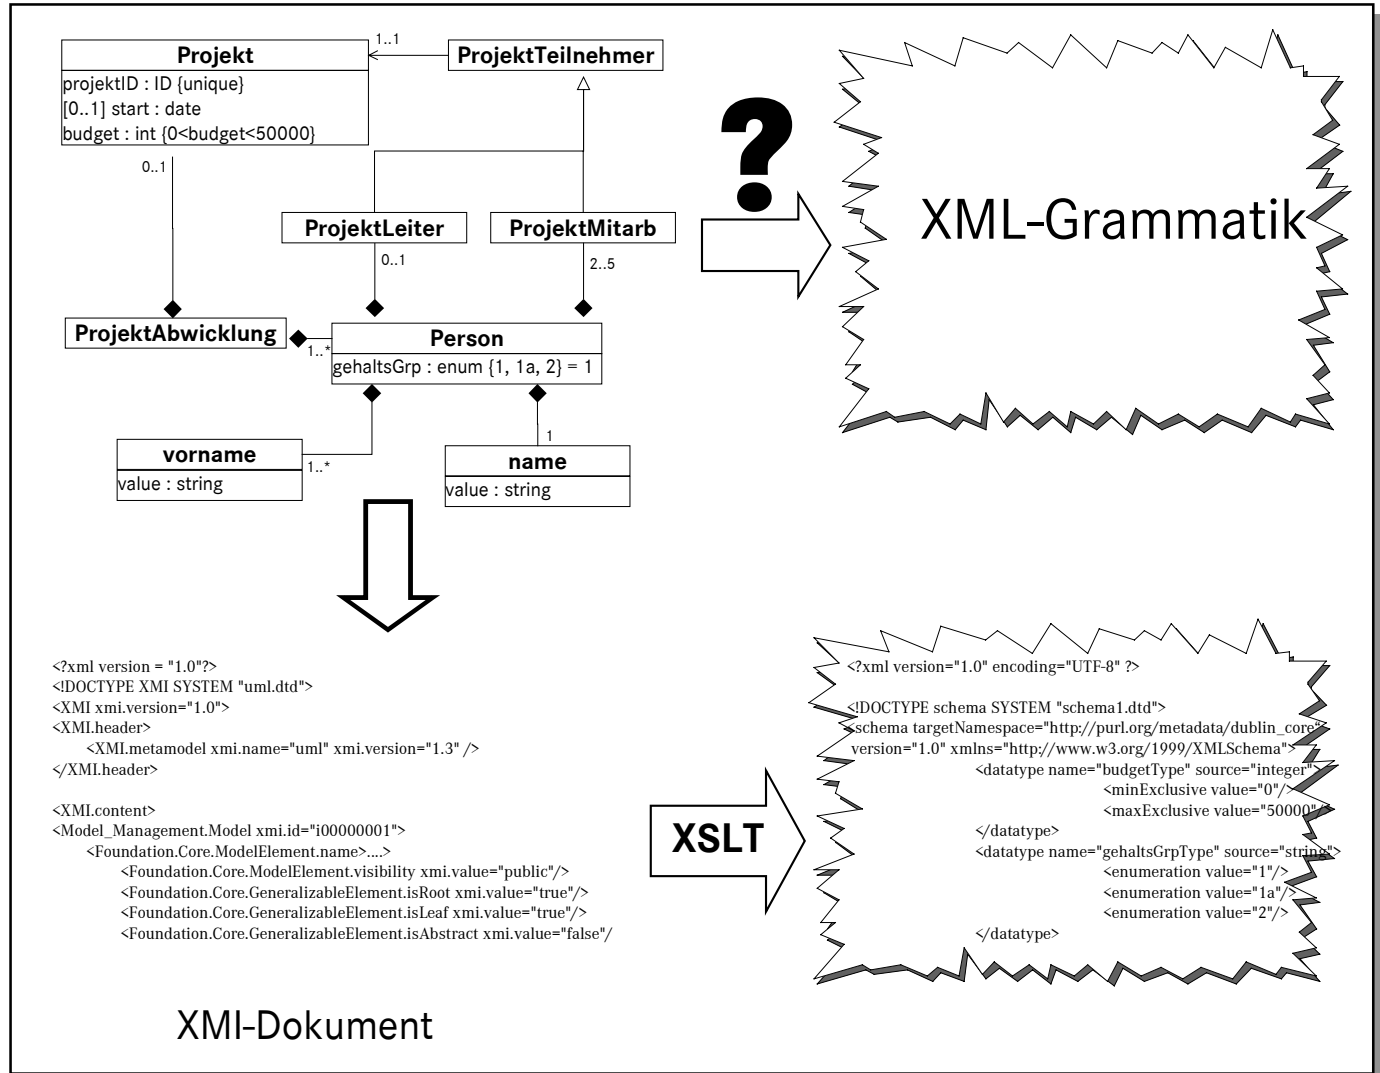 Projekt
projektID : ID {unique}
[0..1] start : date
budget : int {0<budget<50000}
1..1
ProjektTeilnehmer
0..1
ProjektLeiter
ProjektMitarb
0..1
2..5
ProjektAbwicklung
1..*
Person
gehaltsGrp : enum {1, 1a, 2} = 1
vorname
value : string
1..*
1
name
value : string
?
XML-Grammatik
<?xml version = "1.0"?>
<!DOCTYPE XMI SYSTEM "uml.dtd">
<XMI xmi.version="1.0">
<XMI.header>
<XMI.metamodel xmi.name="uml" xmi.version="1.3" />
</XMI.header>
<XMI.content>
<Model_Management.Model xmi.id="i00000001">
<Foundation.Core.ModelElement.name>....>
<Foundation.Core.ModelElement.visibility xmi.value="public"/>
<Foundation.Core.GeneralizableElement.isRoot xmi.value="true"/>
<Foundation.Core.GeneralizableElement.isLeaf xmi.value="true"/>
<Foundation.Core.GeneralizableElement.isAbstract xmi.value="false"/
XMI-Dokument
XSLT
<?xml version="1.0" encoding="UTF-8" ?>
<!DOCTYPE schema SYSTEM "schema1.dtd">
<schema targetNamespace="http://purl.org/metadata/dublin_core“
version="1.0" xmlns="http://www.w3.org/1999/XMLSchema">
<datatype name="budgetType" source="integer">
<minExclusive value="0"/>
<maxExclusive value="50000"/>
</datatype>
<datatype name="gehaltsGrpType" source="string">
<enumeration value="1"/>
<enumeration value="1a"/>
<enumeration value="2"/>
</datatype>